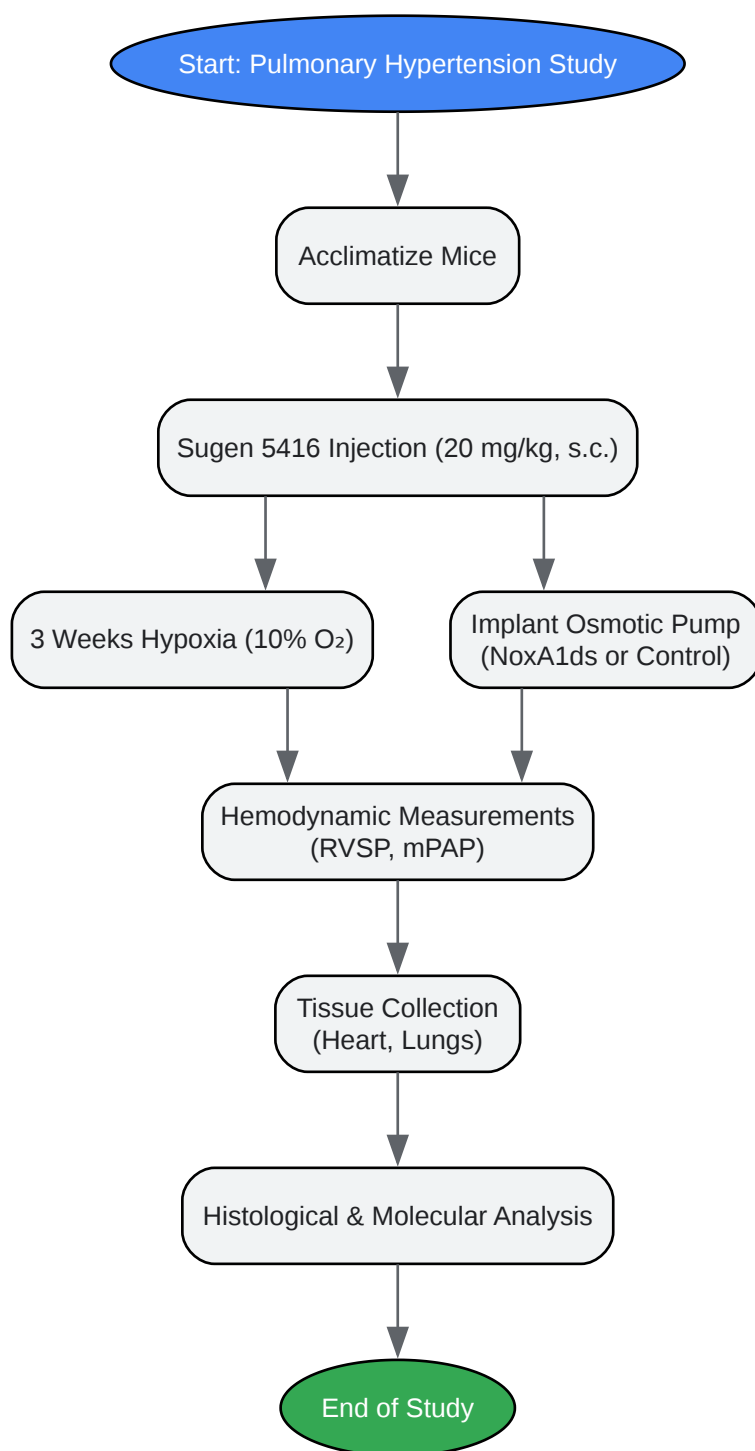 Start: Pulmonary Hypertension Study
Acclimatize Mice
Sugen 5416 Injection (20 mg/kg, s.c.)
3 Weeks Hypoxia (10% O₂)
Implant Osmotic Pump
(NoxA1ds or Control)
Hemodynamic Measurements
(RVSP, mPAP)
Tissue Collection
(Heart, Lungs)
Histological & Molecular Analysis
End of Study